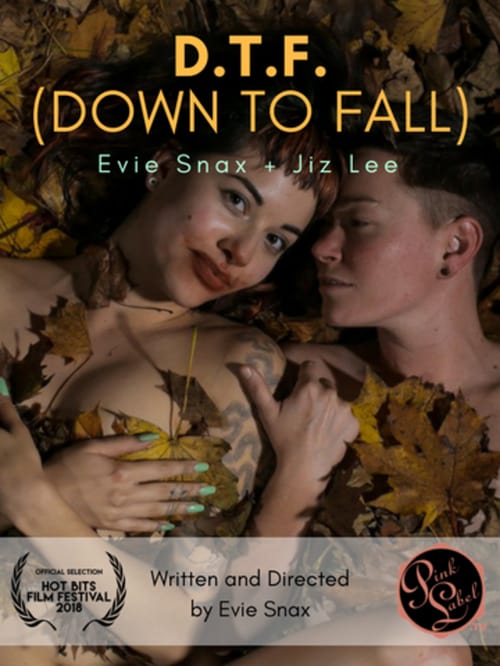 D.T.F.
(DOWN TO FALL)
Evie Snax + Jiz Lee
OFFICIAL SELECTION
HOT BITS
FILM FESTIVAL
2018
Written and Directed
by Evie Snax
Pink
Label